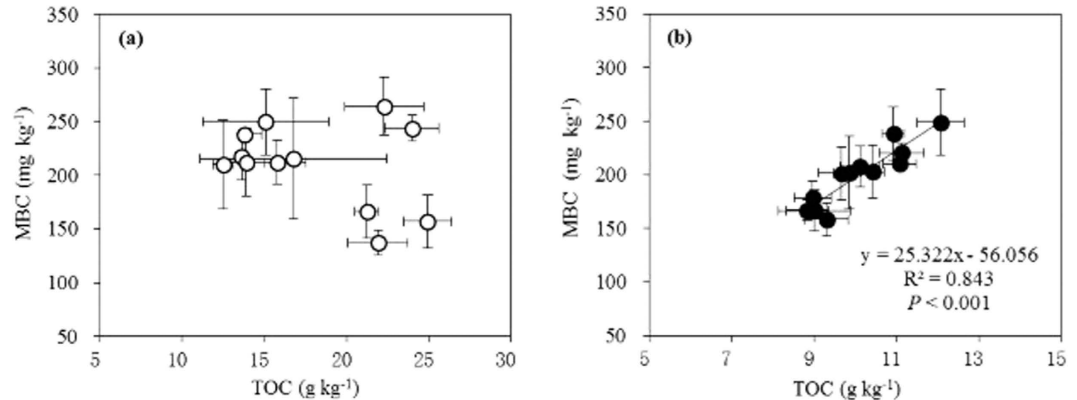 (a)
350
300
250
200
150
100
50
MBC (mg kg⁻¹)
5 10 15 20 25 30
TOC (g kg⁻¹)
(b)
350
300
250
200
150
100
50
MBC (mg kg⁻¹)
y = 25.322x - 56.056
R² = 0.843
P < 0.001
5 7 9 11 13 15
TOC (g kg⁻¹)